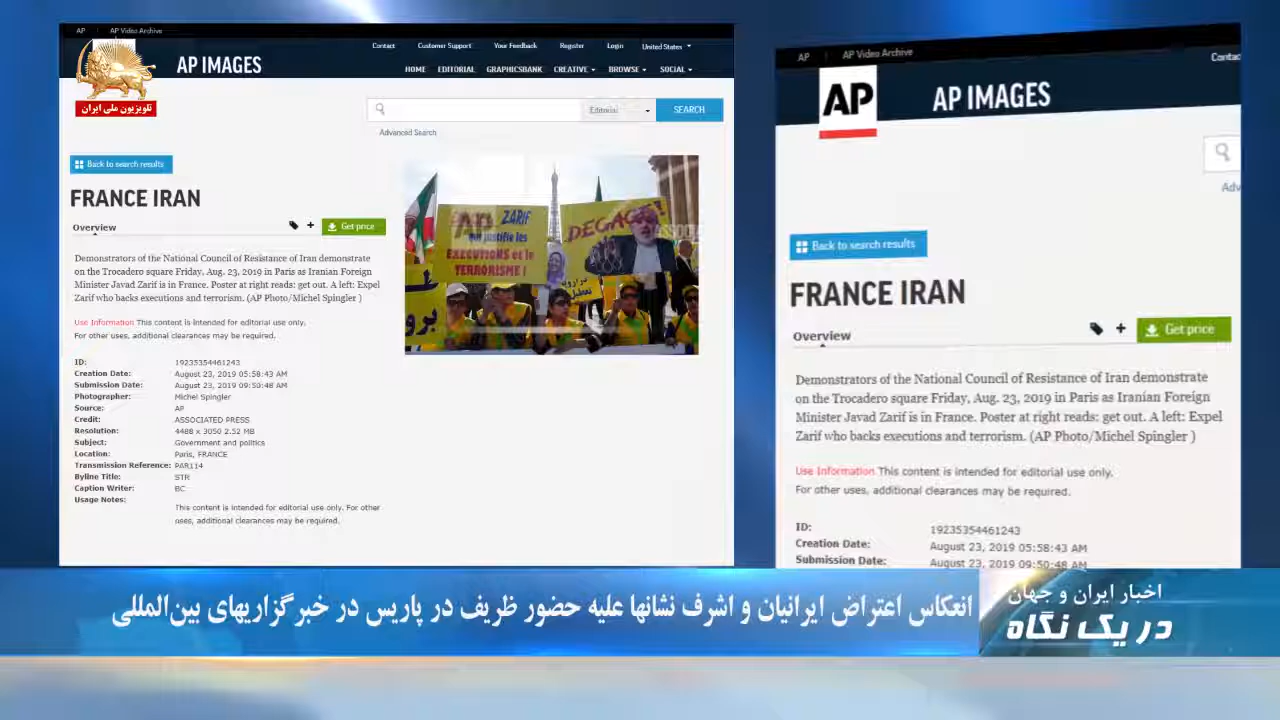 AP AP Video Archive
Contact Customer Support Your Feedback Register Login United States
AP IMAGES
HOME EDITORIAL GRAPHICSBANK CREATIVE BROWSE SOCIAL
تلویزیون ملی ایران
Editorial SEARCH
Advanced Search
Back to search results
FRANCE IRAN
Overview
+ Get price
Demonstrators of the National Council of Resistance of Iran demonstrate
on the Trocadero square Friday, Aug. 23, 2019 in Paris as Iranian Foreign
Minister Javad Zarif is in France. Poster at right reads: get out. A left: Expel
Zarif who backs executions and terrorism. (AP Photo/Michel Spingler )
Use Information This content is intended for editorial use only.
For other uses, additional clearances may be required.
ID: 19235354461243
Creation Date: August 23, 2019 05:58:43 AM
Submission Date: August 23, 2019 09:50:48 AM
Photographer: Michel Spingler
Source: AP
Credit: ASSOCIATED PRESS
Resolution: 4488 x 3050 2.52 MB
Subject: Government and politics
Location: Paris, FRANCE
Transmission Reference: PAR114
Byline Title: STR
Caption Writer: BC
Usage Notes:
This content is intended for editorial use only. For other
uses, additional clearances may be required.
ZARIF
qui justifie les
EXECUTIONS et le
TERRORISME !
DEGAGE!
AP AP Video Archive
Contac
AP
AP IMAGES
Adv
Back to search results
FRANCE IRAN
Overview
+ Get price
Demonstrators of the National Council of Resistance of Iran demonstrate
on the Trocadero square Friday, Aug. 23, 2019 in Paris as Iranian Foreign
Minister Javad Zarif is in France. Poster at right reads: get out. A left: Expel
Zarif who backs executions and terrorism. (AP Photo/Michel Spingler )
Use Information This content is intended for editorial use only.
For other uses, additional clearances may be required.
ID: 19235354461243
Creation Date: August 23, 2019 05:58:43 AM
Submission Date: August 23, 2019 09:50:48 AM
اخبار ایران و جهان
در یک نگاه
انعکاس اعتراض ایرانیان و اشرف نشانها علیه حضور ظریف در پاریس در خبرگزاریهای بین‌المللی